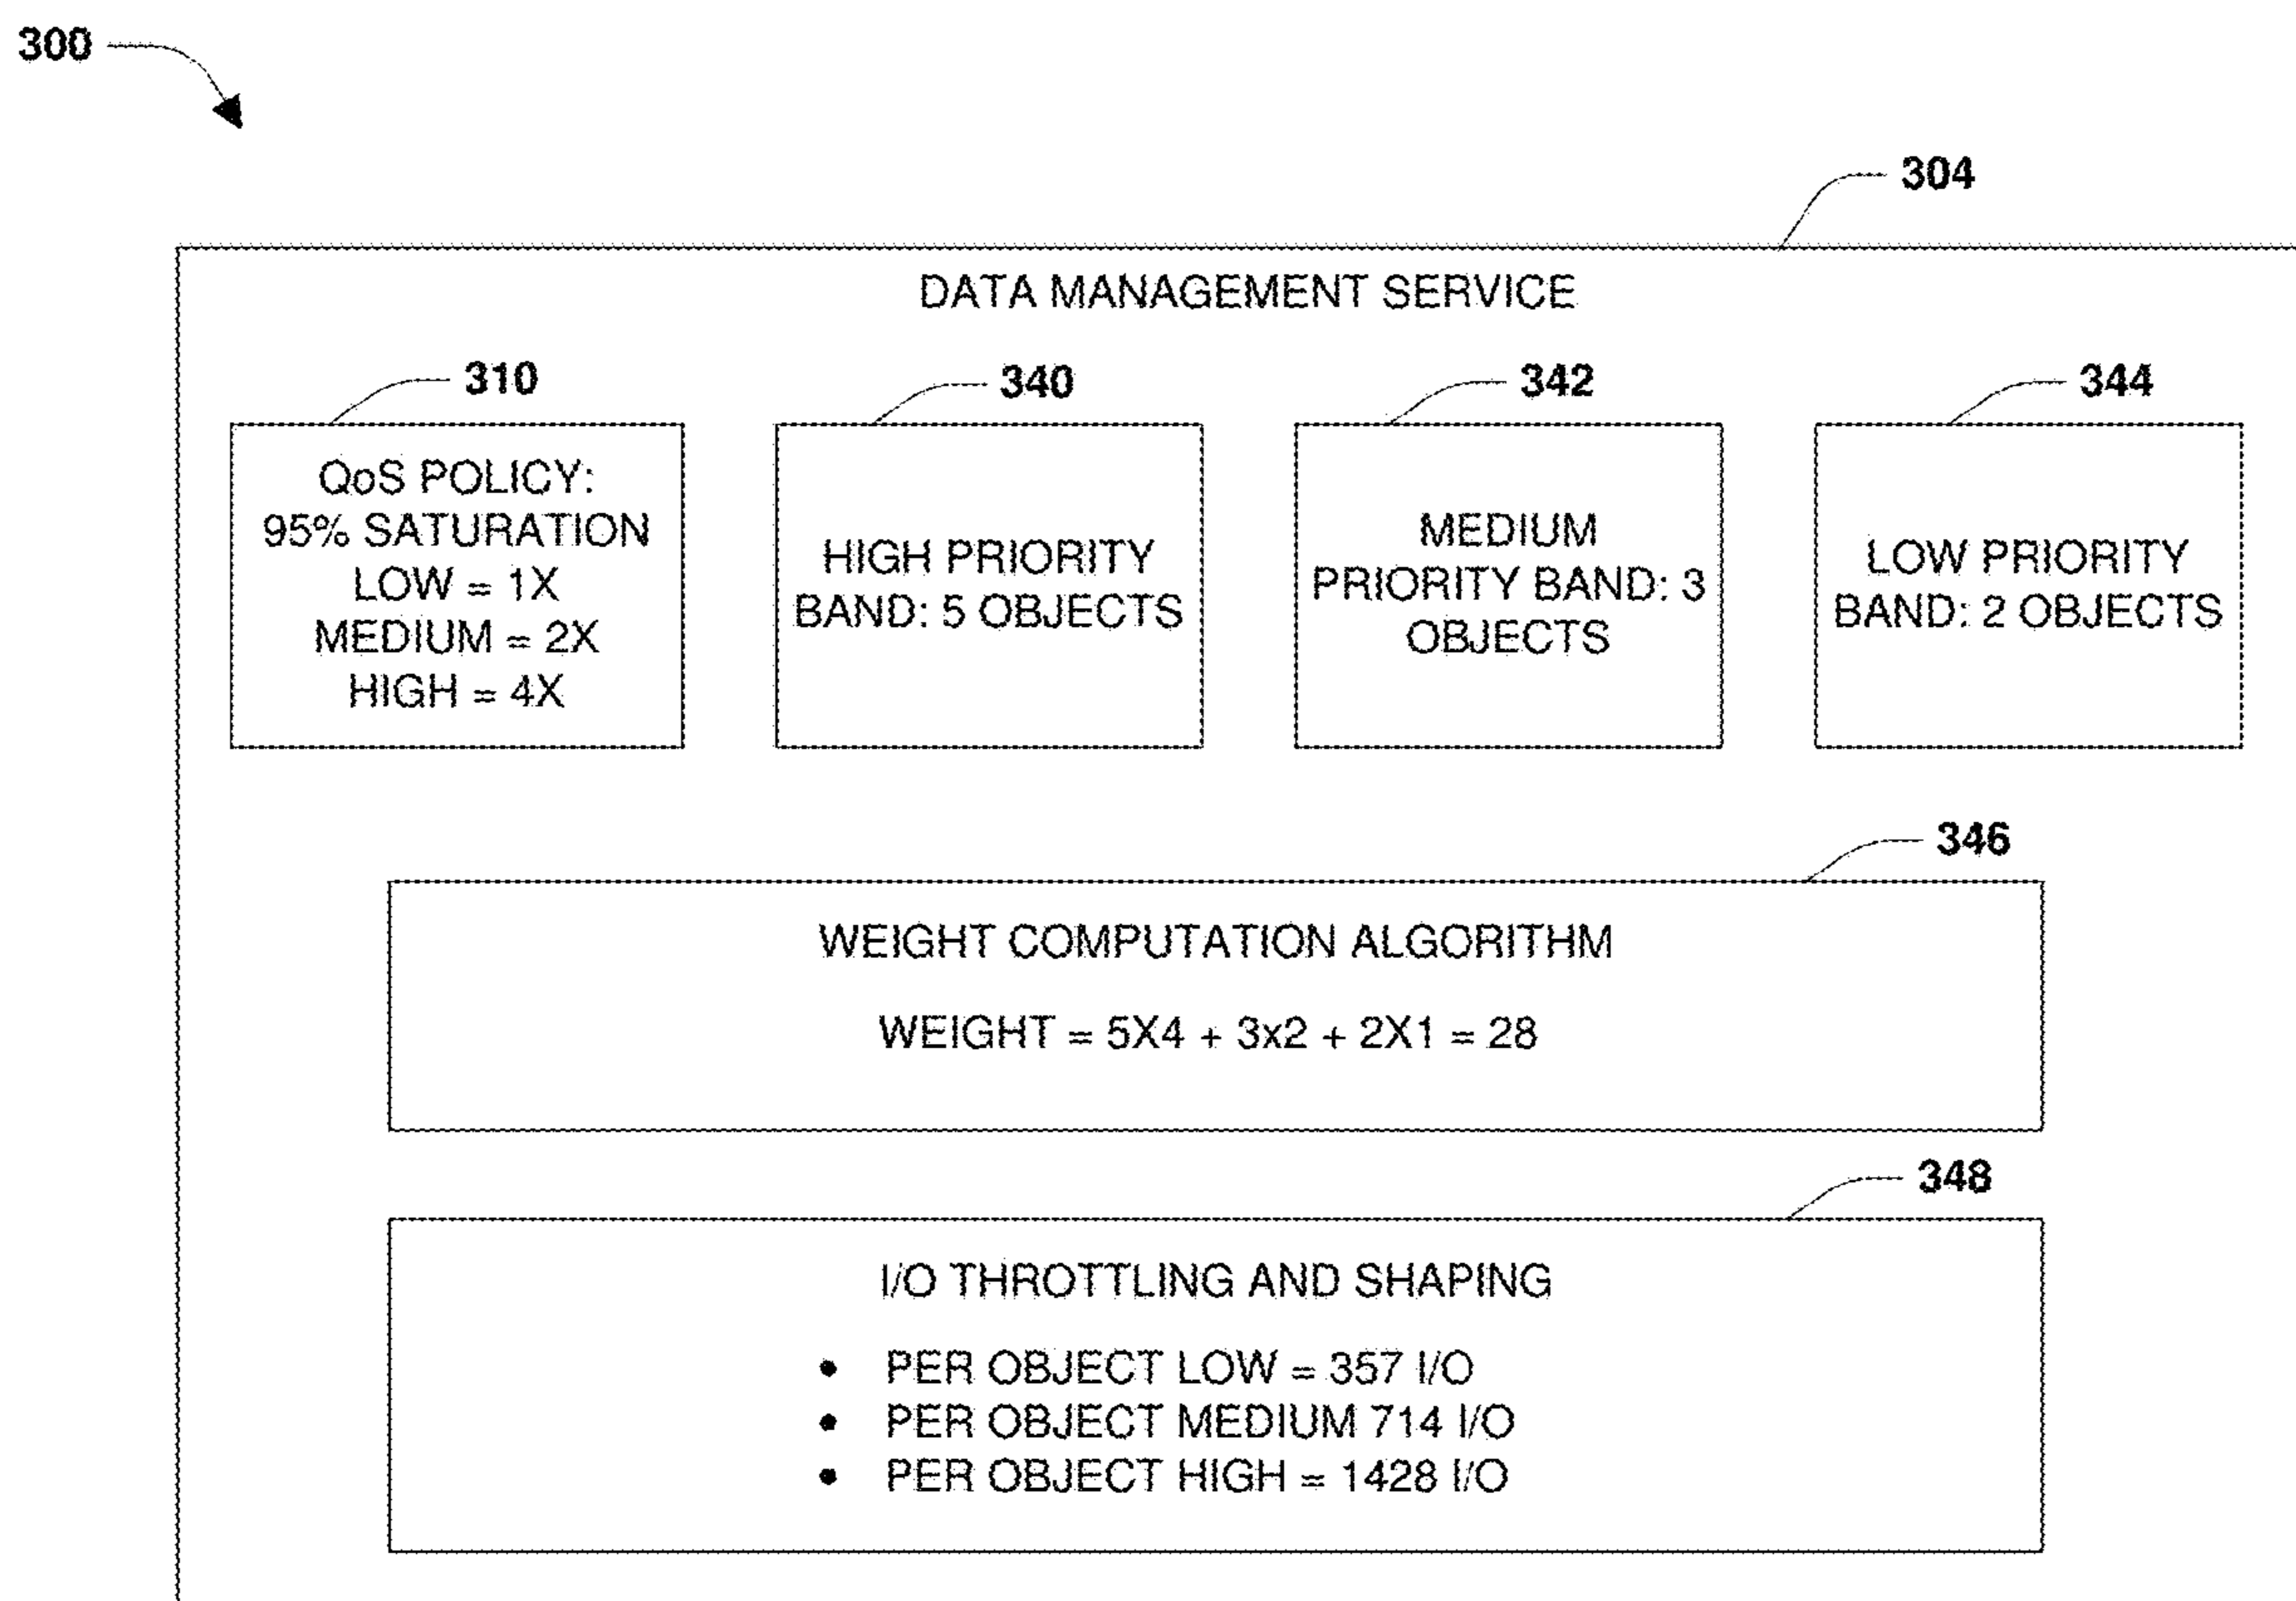 300
304
DATA MANAGEMENT SERVICE
310
QoS POLICY:
95% SATURATION
LOW = 1X
MEDIUM = 2X
HIGH = 4X
340
HIGH PRIORITY
BAND: 5 OBJECTS
342
MEDIUM
PRIORITY BAND: 3
OBJECTS
344
LOW PRIORITY
BAND: 2 OBJECTS
346
WEIGHT COMPUTATION ALGORITHM
WEIGHT = 5X4 + 3x2 + 2X1 = 28
348
I/O THROTTLING AND SHAPING
• PER OBJECT LOW = 357 I/O
• PER OBJECT MEDIUM 714 I/O
• PER OBJECT HIGH = 1428 I/O